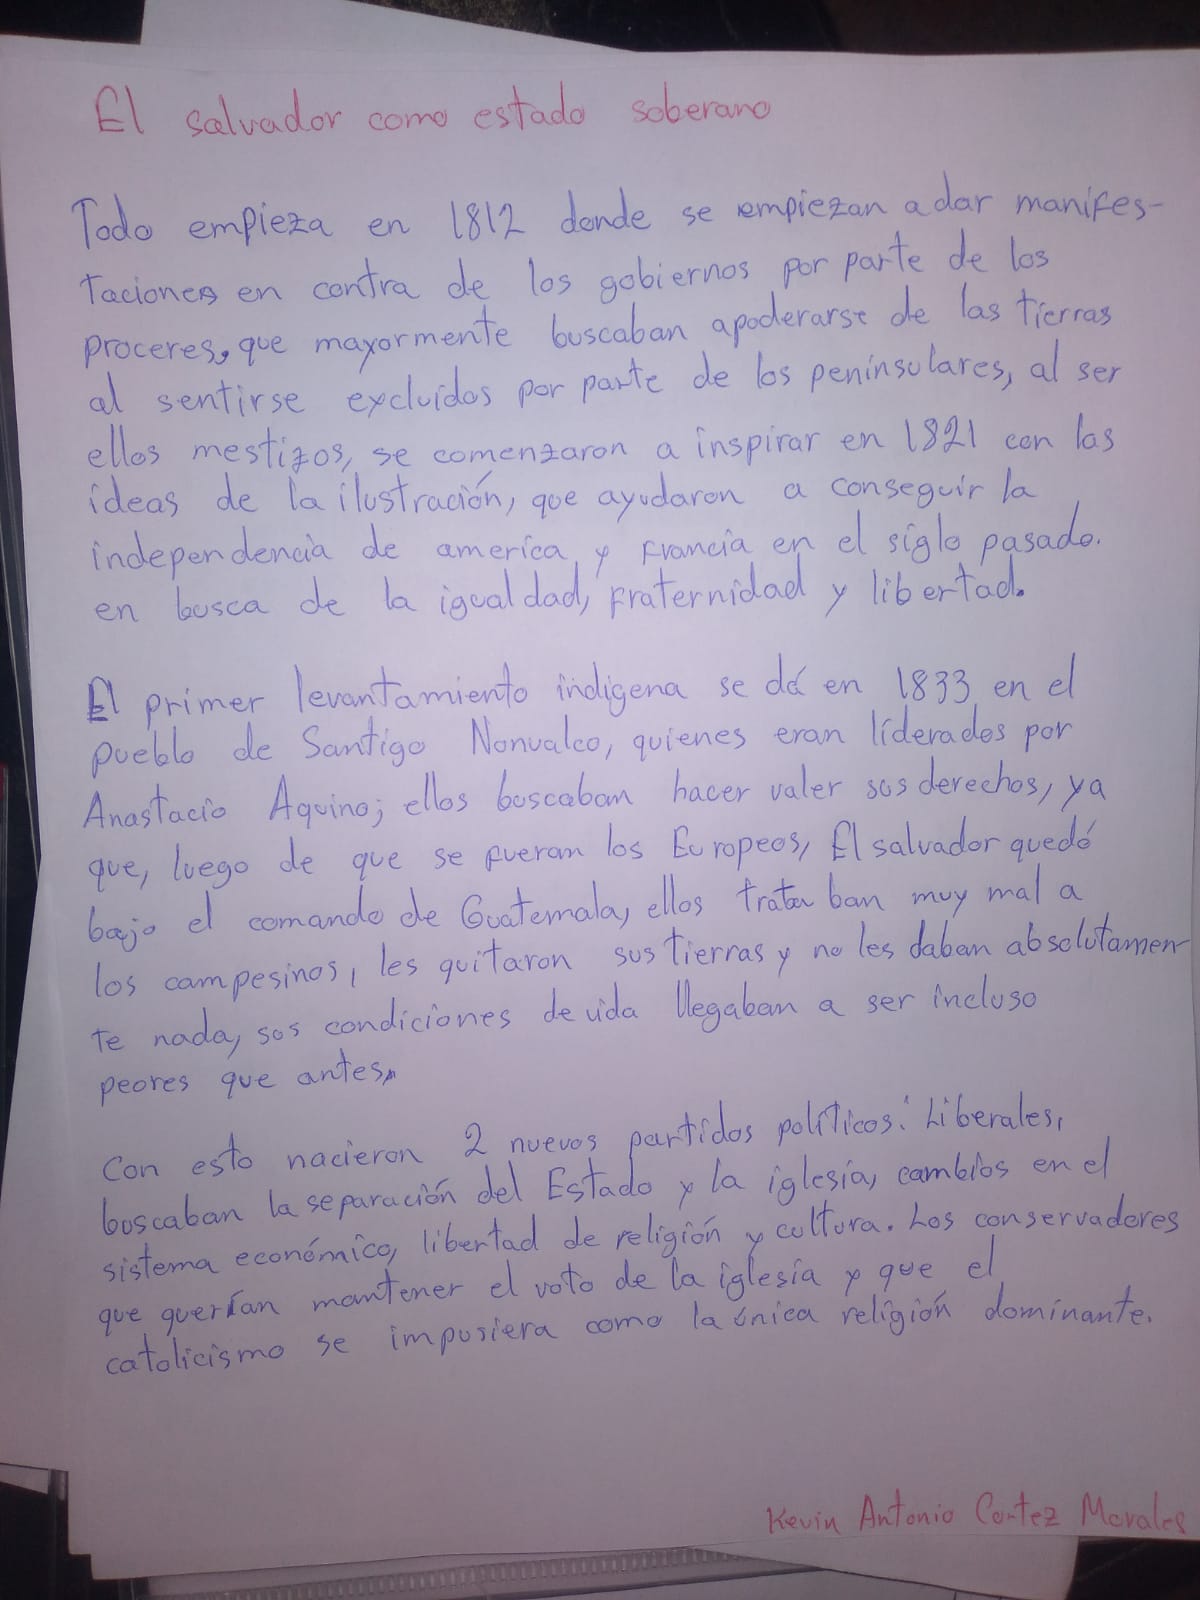 El salvador como estado soberano
Todo empieza en 1812 donde se empiezan a dar manifes-
taciones en contra de los gobiernos por parte de los
proceres, que mayormente buscaban apoderarse de las tierras
al sentirse excluidos por parte de los peninsulares, al ser
ellos mestizos, se comenzaron a inspirar en 1821 con las
ideas de la ilustración, que ayudaron a conseguir la
independencia de america y francia en el siglo pasado.
en busca de la igualdad, fraternidad y libertad.
El primer levantamiento indigena se dá en 1833 en el
pueblo de Santigo Nonualco, quienes eran liderados por
Anastacio Aquino; ellos buscaban hacer valer sus derechos, ya
que, luego de que se fueran los Europeos, El salvador quedó
bajo el comando de Guatemala, ellos trataban muy mal a
los campesinos, les quitaron sus tierras y no les daban absolutamen
te nada, sus condiciones de vida llegaban a ser incluso
peores que antes.
Con esto nacieron 2 nuevos partidos políticos: Liberales,
buscaban la separación del Estado y la iglesia, cambios en el
sistema económico, libertad de religión y cultura. Los conservadores
que querían mantener el voto de la iglesia y que el
catolicismo se impusiera como la única religión dominante.
Kevin Antonio Cortez Morales